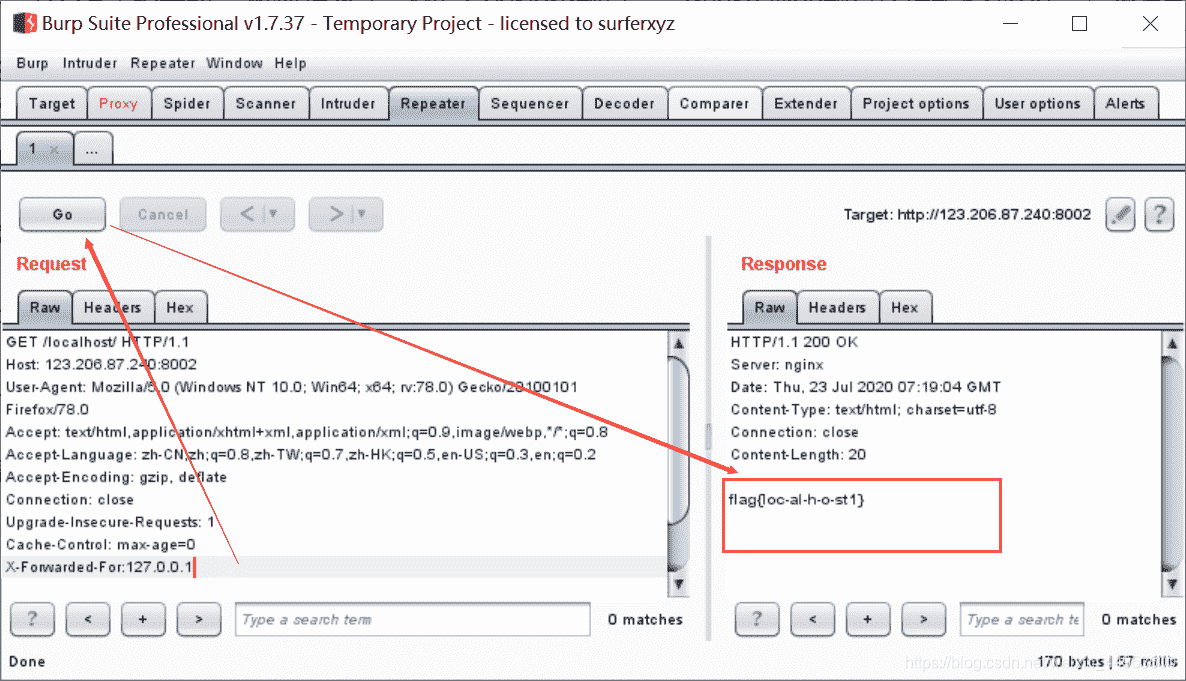 Burp Suite Professional v1.7.37 - Temporary Project - licensed to surferxyz
Burp Intruder Repeater Window Help
Target Proxy Spider Scanner Intruder Repeater Sequencer Decoder Comparer Extender Project options User options Alerts
1 × ...
Go Cancel < > Target: http://123.206.87.240:8002 ?
Request
Raw Headers Hex
GET /localhost/ HTTP/1.1
Host: 123.206.87.240:8002
User-Agent: Mozilla/5.0 (Windows NT 10.0; Win64; x64; rv:78.0) Gecko/20100101
Firefox/78.0
Accept: text/html,application/xhtml+xml,application/xml;q=0.9,image/webp,*/*;q=0.8
Accept-Language: zh-CN,zh;q=0.8,zh-TW;q=0.7,zh-HK;q=0.5,en-US;q=0.3,en;q=0.2
Accept-Encoding: gzip, deflate
Connection: close
Upgrade-Insecure-Requests: 1
Cache-Control: max-age=0
X-Forwarded-For:127.0.0.1
? < + > Type a search term 0 matches
Response
Raw Headers Hex
HTTP/1.1 200 OK
Server: nginx
Date: Thu, 23 Jul 2020 07:19:04 GMT
Content-Type: text/html; charset=utf-8
Connection: close
Content-Length: 20
flag{loc-al-h-o-st1}
? < + > Type a search te 0 matches
Done
170 bytes | 57 millis
https://blog.csdn.ne